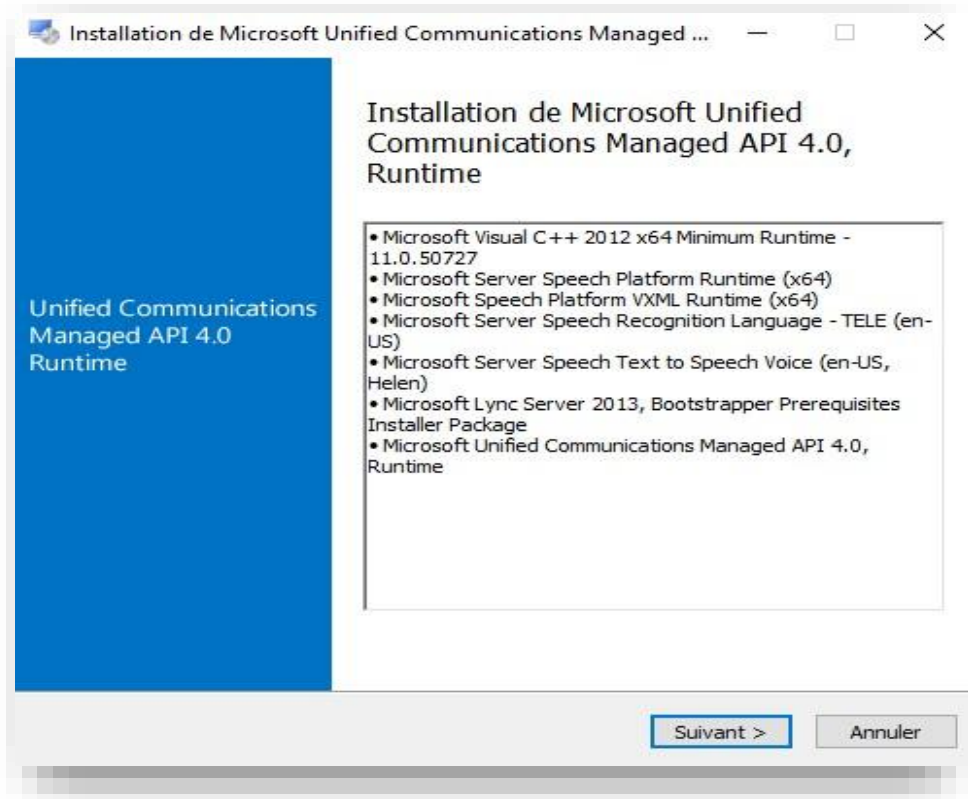 Installation de Microsoft Unified Communications Managed ...
Installation de Microsoft Unified
Communications Managed API 4.0,
Runtime
Unified Communications
Managed API 4.0
Runtime
• Microsoft Visual C++ 2012 x64 Minimum Runtime -
11.0.50727
• Microsoft Server Speech Platform Runtime (x64)
• Microsoft Speech Platform VXML Runtime (x64)
• Microsoft Server Speech Recognition Language - TELE (en-
US)
• Microsoft Server Speech Text to Speech Voice (en-US,
Helen)
• Microsoft Lync Server 2013, Bootstrapper Prerequisites
Installer Package
• Microsoft Unified Communications Managed API 4.0,
Runtime
Suivant >
Annuler